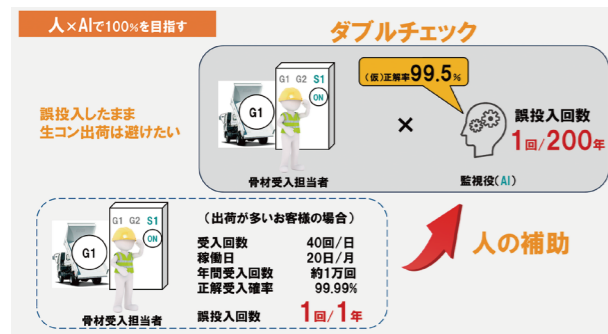 人×AIで100%を目指す
ダブルチェック
誤投入したまま
生コン出荷は避けたい
G1 G2 S1
ON
G1
骨材受入担当者
×
(仮)正解率99.5%
誤投入回数
1回/200年
監視役(AI)
人の補助
G1 G2 S1
ON
G1
骨材受入担当者
(出荷が多いお客様の場合)
受入回数 40回/日
稼働日 20日/月
年間受入回数 約1万回
正解受入確率 99.99%
誤投入回数 1回/1年